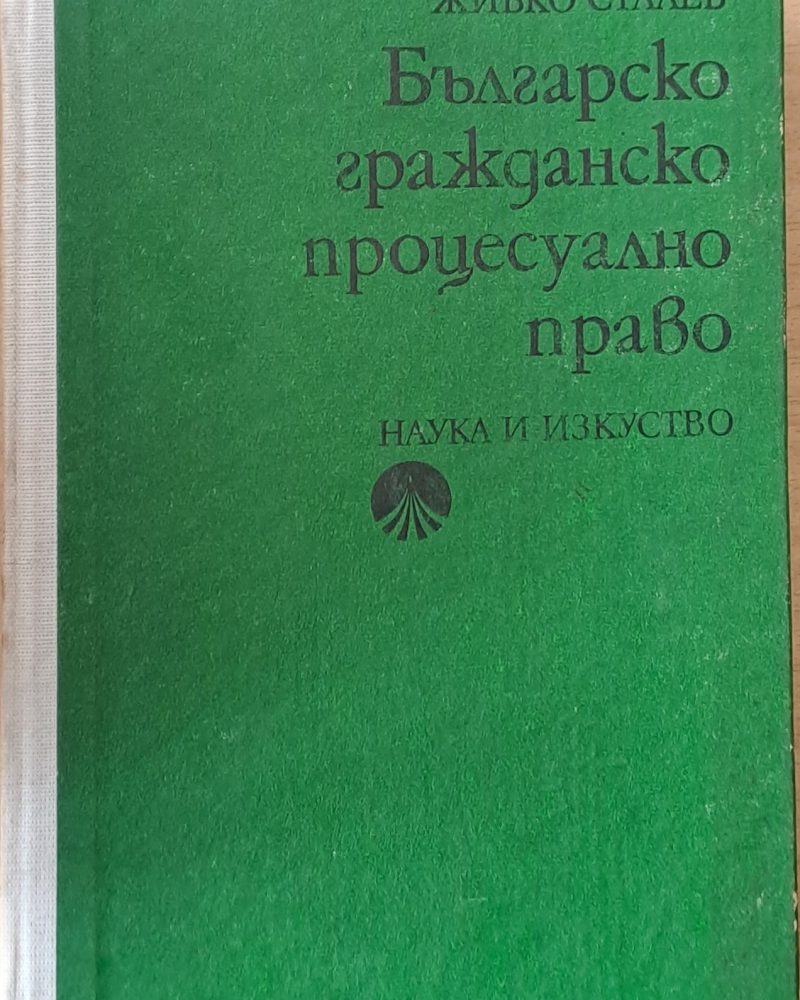 ЖИВКО СТАЛЕВ
Българско
гражданско
процесуално
право
НАУКА И ИЗКУСТВО